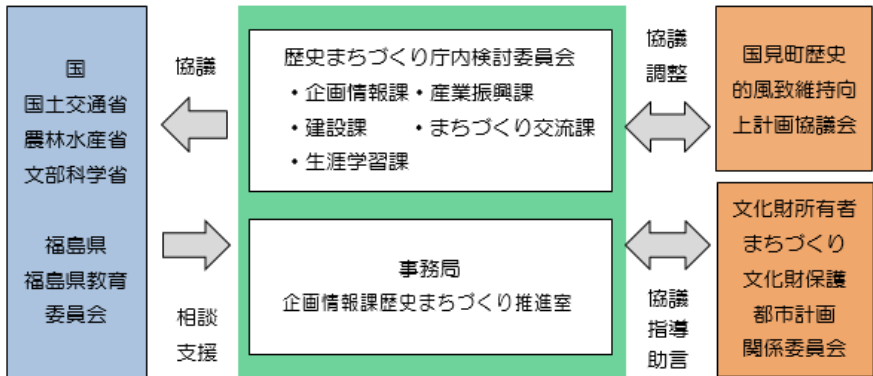 国
国土交通省
農林水産省
文部科学省
福島県
福島県教育
委員会
協議
相談
支援
歴史まちづくり庁内検討委員会
・企画情報課・産業振興課
・建設課　　・まちづくり交流課
・生涯学習課
事務局
企画情報課歴史まちづくり推進室
協議
調整
協議
指導
助言
国見町歴史
的風致維持向
上計画協議会
文化財所有者
まちづくり
文化財保護
都市計画
関係委員会